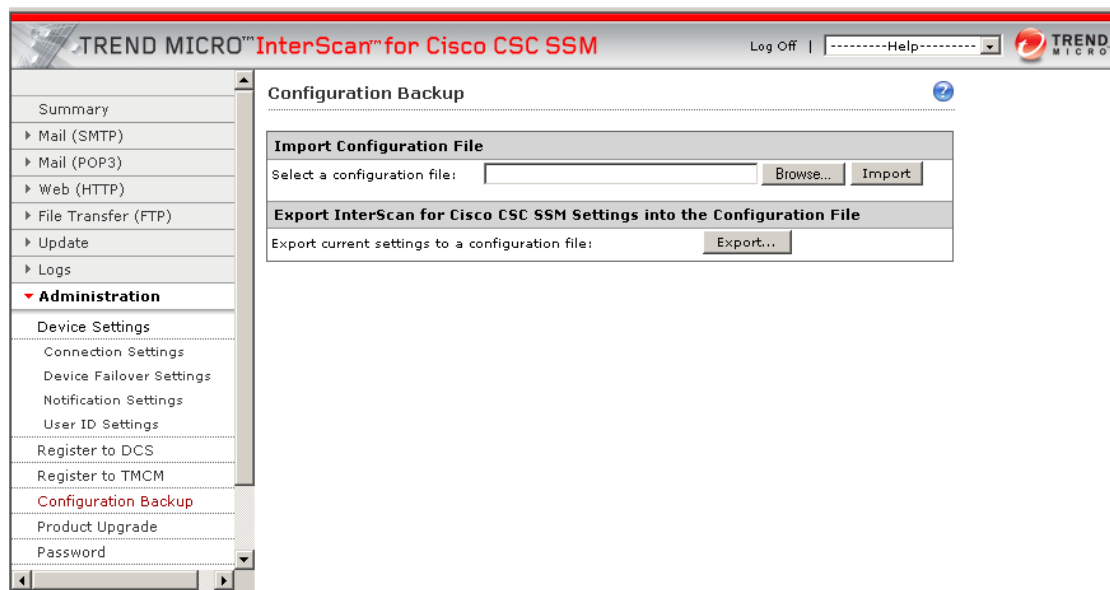 TREND MICRO™ InterScan™ for Cisco CSC SSM
Log Off | ---------Help---------
TREND
MICRO
Summary
Mail (SMTP)
Mail (POP3)
Web (HTTP)
File Transfer (FTP)
Update
Logs
Administration
Device Settings
Connection Settings
Device Failover Settings
Notification Settings
User ID Settings
Register to DCS
Register to TMCM
Configuration Backup
Product Upgrade
Password
Configuration Backup
?
Import Configuration File
Select a configuration file: Browse... Import
Export InterScan for Cisco CSC SSM Settings into the Configuration File
Export current settings to a configuration file: Export...